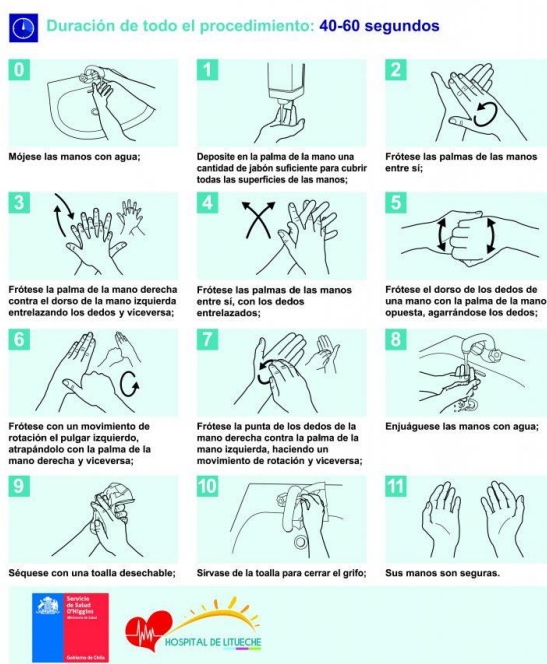 Duración de todo el procedimiento: 40-60 segundos
0
Mójese las manos con agua;
1
Deposite en la palma de la mano una
cantidad de jabón suficiente para cubrir
todas las superficies de las manos;
2
Frótese las palmas de las manos
entre sí;
3
Frótese la palma de la mano derecha
contra el dorso de la mano izquierda
entrelazando los dedos y viceversa;
4
Frótese las palmas de las manos
entre sí, con los dedos
entrelazados;
5
Frótese el dorso de los dedos de
una mano con la palma de la mano
opuesta, agarrándose los dedos;
6
Frótese con un movimiento de
rotación el pulgar izquierdo,
atrapándolo con la palma de la
mano derecha y viceversa;
7
Frótese la punta de los dedos de la
mano derecha contra la palma de la
mano izquierda, haciendo un
movimiento de rotación y viceversa;
8
Enjuáguese las manos con agua;
9
Séquese con una toalla desechable;
10
Sírvase de la toalla para cerrar el grifo;
11
Sus manos son seguras.
Servicio
de Salud
O'Higgins
Ministerio de Salud
Gobierno de Chile
HOSPITAL DE LITUECHE